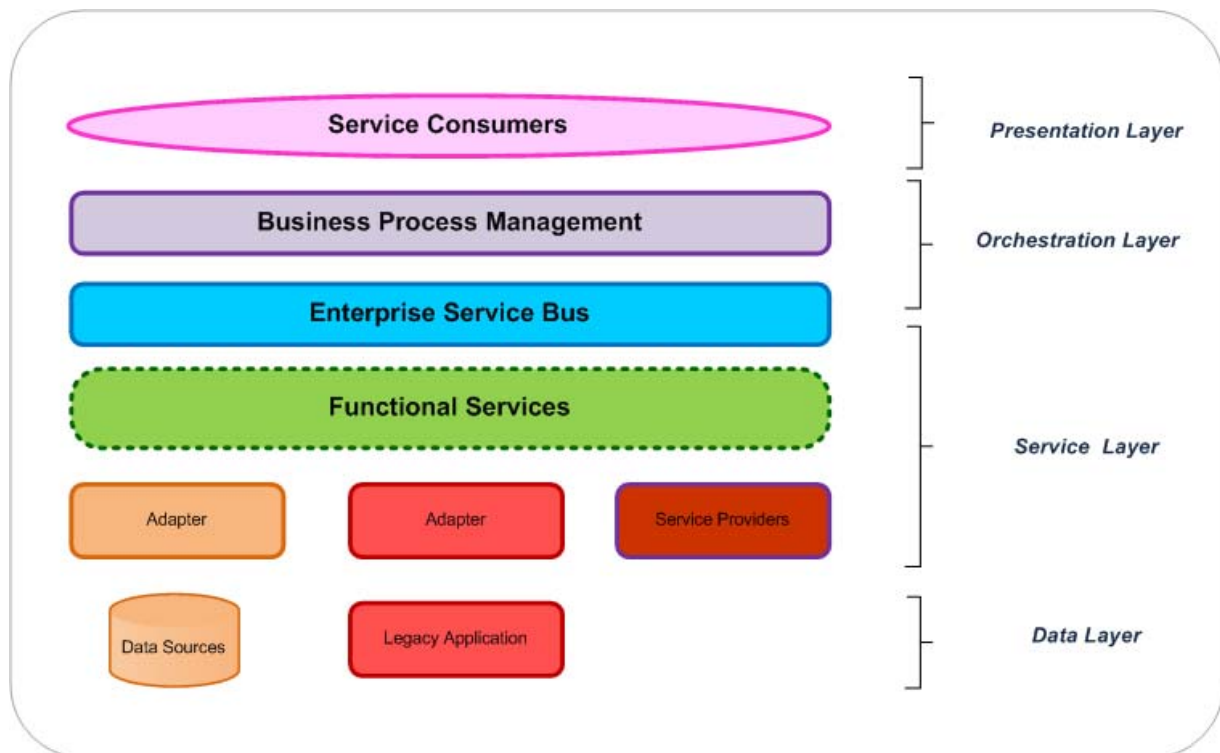 Service Consumers
Presentation Layer
Business Process Management
Orchestration Layer
Enterprise Service Bus
Functional Services
Service Layer
Adapter
Adapter
Service Providers
Data Sources
Legacy Application
Data Layer